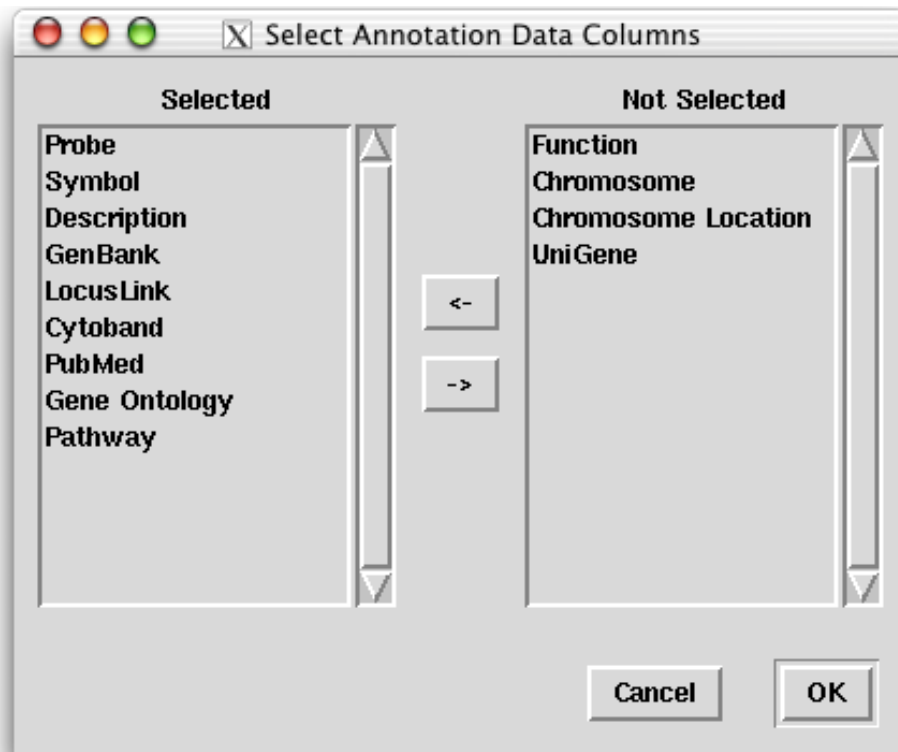 Select Annotation Data Columns
Selected
Probe
Symbol
Description
GenBank
LocusLink
Cytoband
PubMed
Gene Ontology
Pathway
<-
->
Not Selected
Function
Chromosome
Chromosome Location
UniGene
Cancel
OK